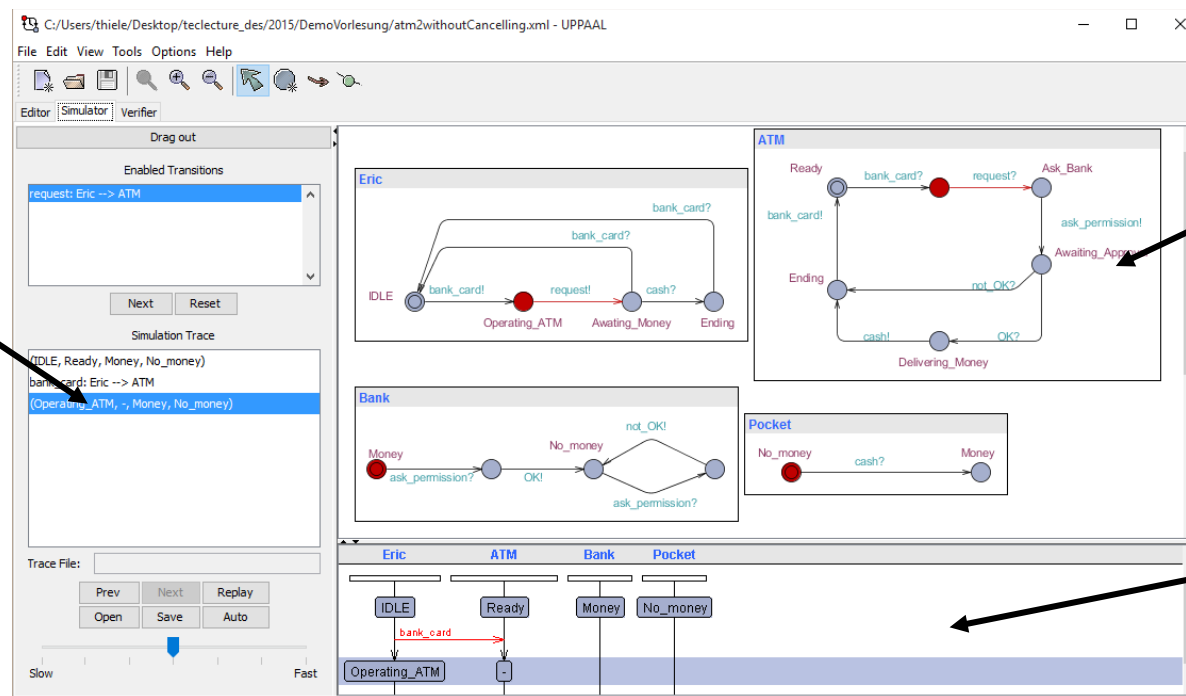 C:/Users/thiele/Desktop/teclecture_des/2015/DemoVorlesung/atm2withoutCancelling.xml - UPPAAL
File Edit View Tools Options Help
Editor Simulator Verifier
Drag out
Enabled Transitions
request: Eric --> ATM
Next Reset
Simulation Trace
(IDLE, Ready, Money, No_money)
bank_card: Eric --> ATM
(Operating_ATM, -, Money, No_money)
Trace File:
Prev Next Replay
Open Save Auto
Slow Fast
Eric
bank_card?
bank_card?
IDLE
bank_card!
request!
cash?
Operating_ATM
Awating_Money
Ending
ATM
Ready
bank_card?
request?
Ask_Bank
bank_card!
ask_permission!
Awaiting_Approv
Ending
not_OK?
cash!
OK?
Delivering_Money
Bank
not_OK!
Money
No_money
ask_permission?
OK!
ask_permission?
Pocket
No_money
cash?
Money
Eric ATM Bank Pocket
IDLE Ready Money No_money
bank_card
Operating_ATM -